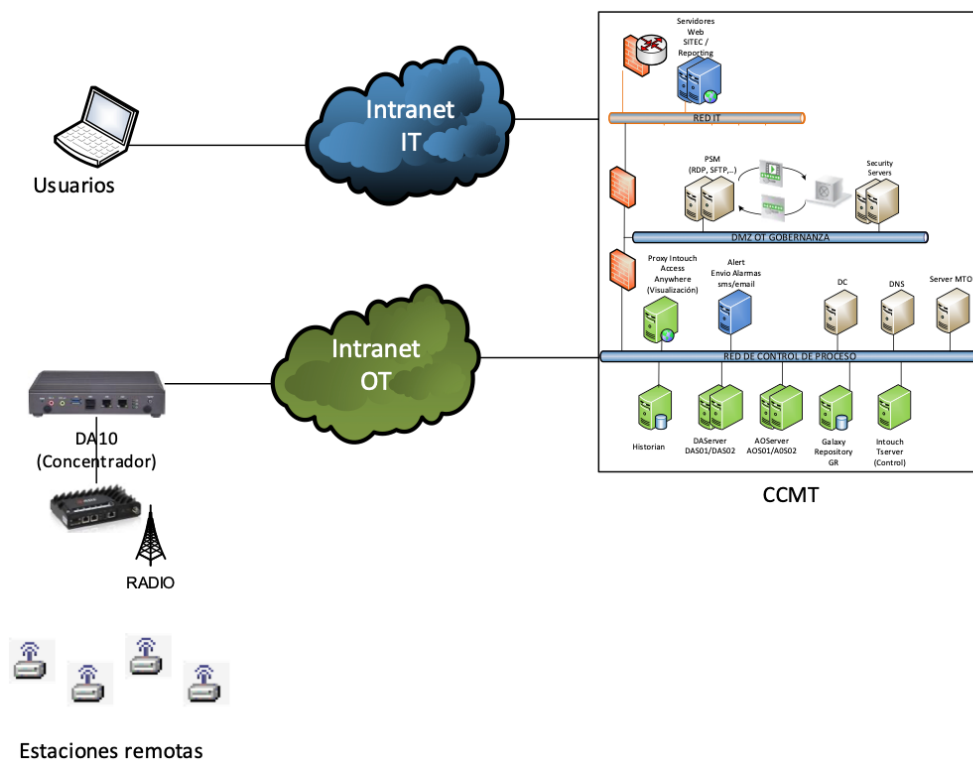 Servidores
Web
SITEC /
Reporting
RED IT
Intranet
IT
Usuarios
PSM
(RDP, SFTP,..)
Security
Servers
DMZ OT GOBERNANZA
Proxy Intouch
Access
Anywhere
(Visualización)
Alert
Envio Alarmas
sms/email
DC
DNS
Server MTO
RED DE CONTROL DE PROCESO
Intranet
OT
Historian
DAServer
DAS01/DAS02
AOServer
AOS01/A0S02
Galaxy
Repository
GR
Intouch
Tserver
(Control)
CCMT
DA10
(Concentrador)
RADIO
Estaciones remotas